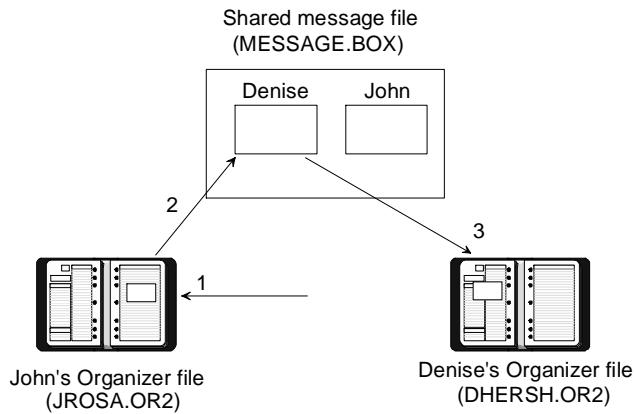 Shared message file
(MESSAGE.BOX)
Denise John
2
3
1
John's Organizer file
(JROSA.OR2)
Denise's Organizer file
(DHERSH.OR2)